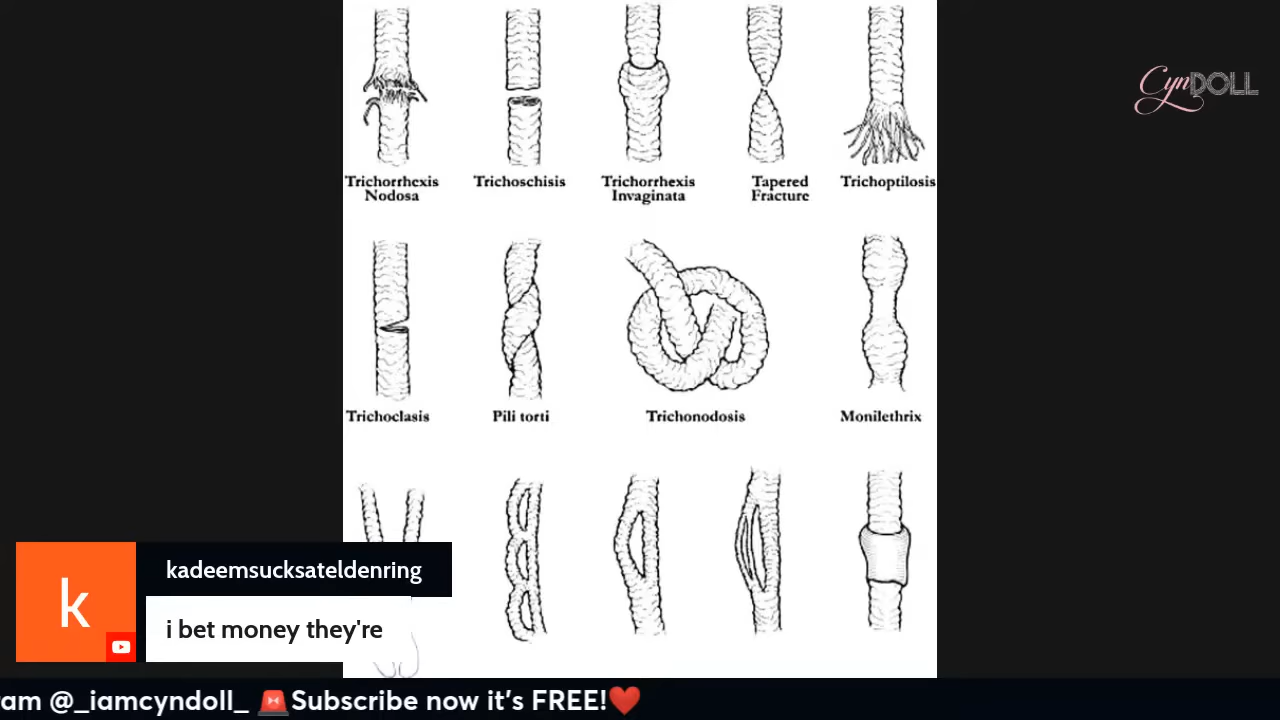 CynDOLL
Trichorrhexis
Nodosa
Trichoschisis
Trichorrhexis
Invaginata
Tapered
Fracture
Trichoptilosis
Trichoclasis
Pili torti
Trichonodosis
Monilethrix
k
kadeemsucksateldenring
i bet money they're
ram @_iamcyndoll_ 🚨Subscribe now it's FREE!❤️